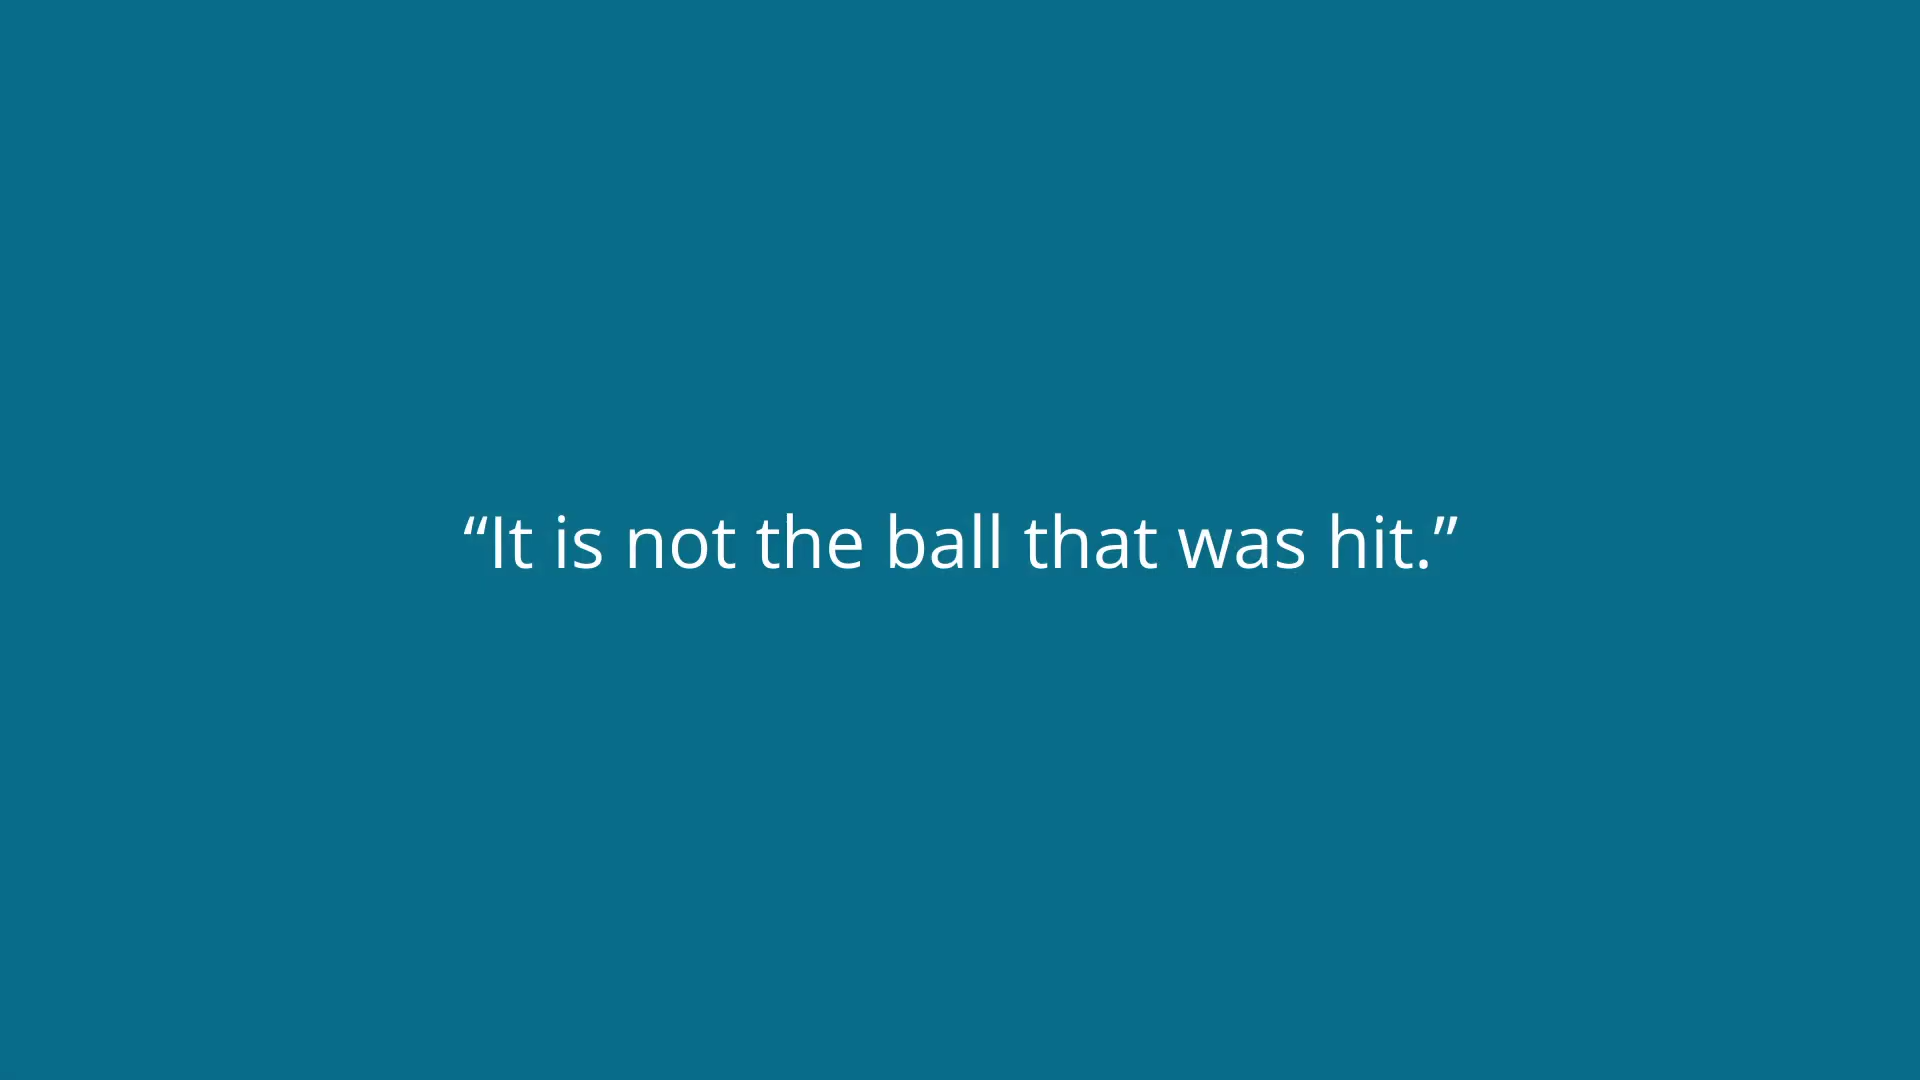 “It is not the ball that was hit.”